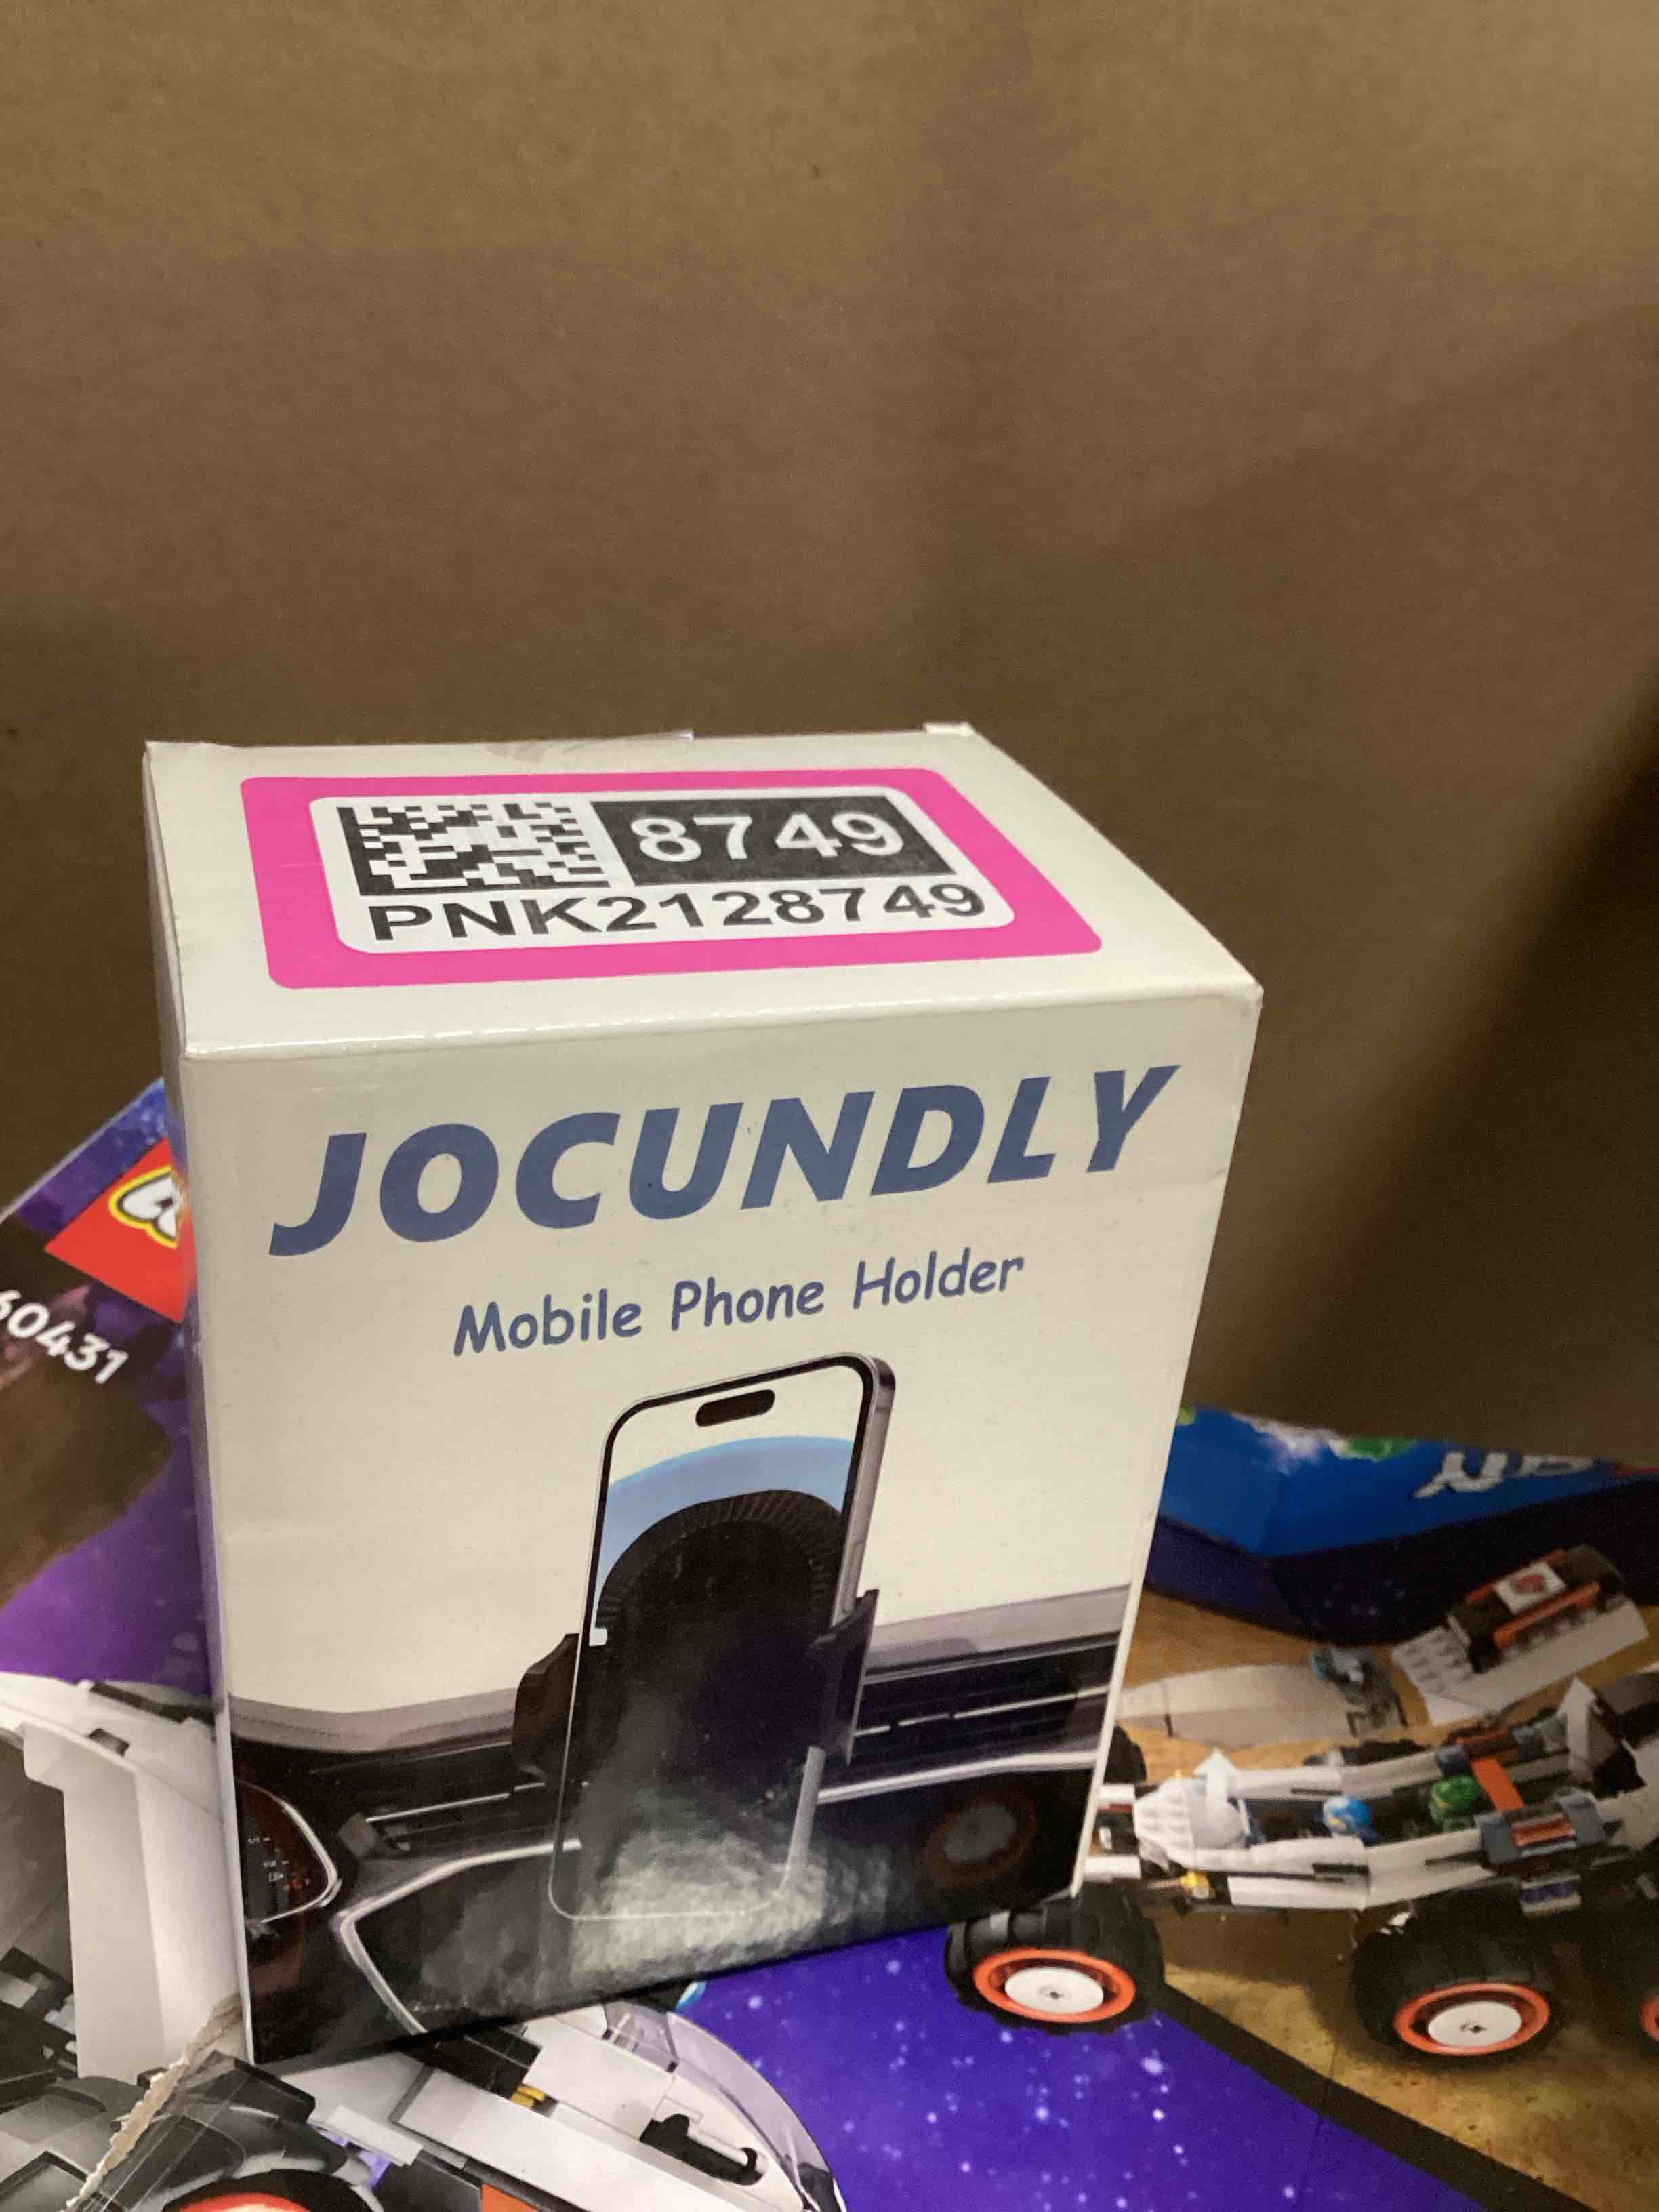 8749
PNK2128749
JOCUNDLY
Mobile Phone Holder
60431